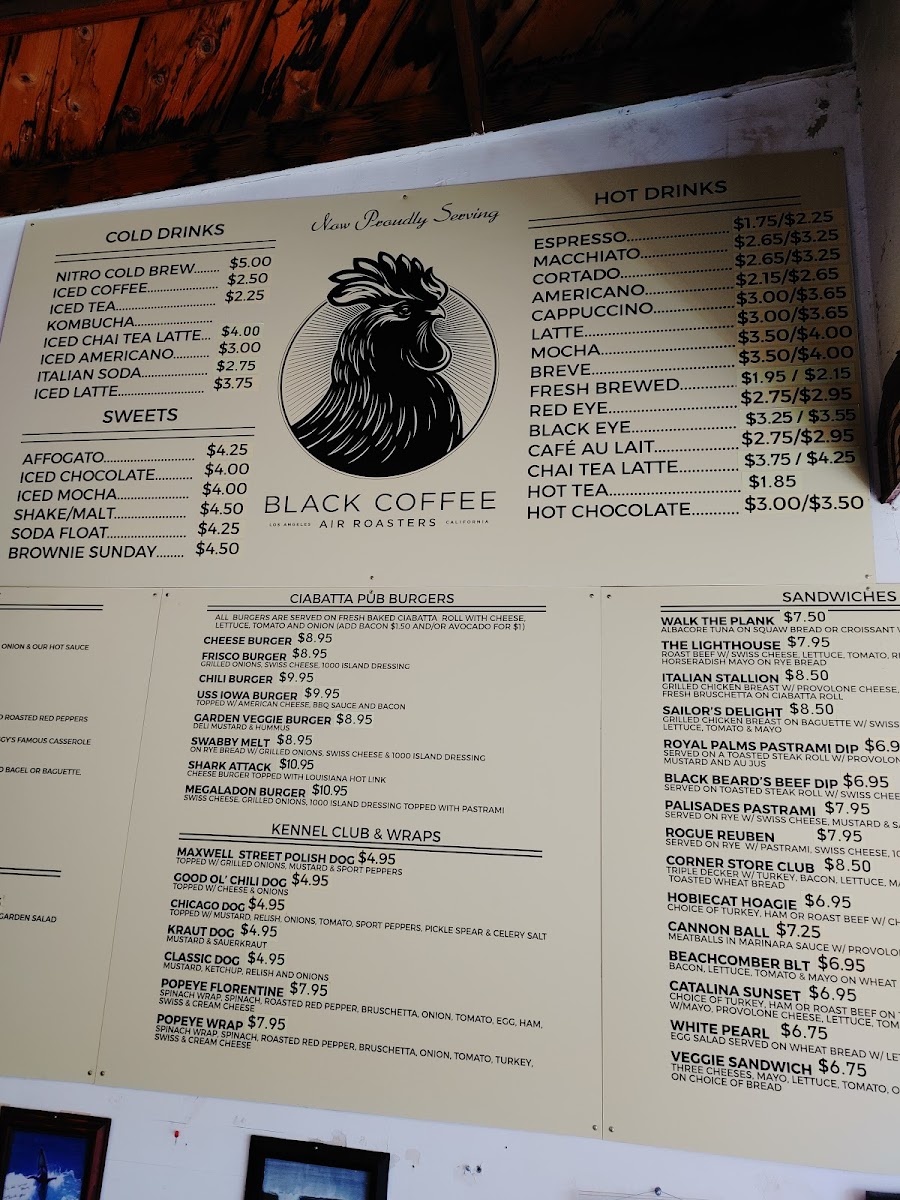 Now Proudly Serving
COLD DRINKS
NITRO COLD BREW........ $5.00
ICED COFFEE.................... $2.50
ICED TEA............................ $2.25
KOMBUCHA......................
ICED CHAI TEA LATTE... $4.00
ICED AMERICANO.......... $3.00
ITALIAN SODA.................. $2.75
ICED LATTE........................ $3.75
SWEETS
AFFOGATO......................... $4.25
ICED CHOCOLATE........... $4.00
ICED MOCHA.................... $4.00
SHAKE/MALT..................... $4.50
SODA FLOAT...................... $4.25
BROWNIE SUNDAY........ $4.50
BLACK COFFEE
LOS ANGELES AIR ROASTERS CALIFORNIA
HOT DRINKS
ESPRESSO........................... $1.75/$2.25
MACCHIATO....................... $2.65/$3.25
CORTADO............................ $2.65/$3.25
AMERICANO...................... $2.15/$2.65
CAPPUCCINO.................... $3.00/$3.65
LATTE.................................... $3.00/$3.65
MOCHA................................. $3.50/$4.00
BREVE................................... $3.50/$4.00
FRESH BREWED.............. $1.95 / $2.15
RED EYE............................... $2.75/$2.95
BLACK EYE.......................... $3.25 / $3.55
CAFÉ AU LAIT.................... $2.75/$2.95
CHAI TEA LATTE............... $3.75 / $4.25
HOT TEA............................... $1.85
HOT CHOCOLATE............ $3.00/$3.50
ONION & OUR HOT SAUCE
ROASTED RED PEPPERS
FAMOUS CASSEROLE
BAGEL OR BAGUETTE.
GARDEN SALAD
CIABATTA PUB BURGERS
ALL BURGERS ARE SERVED ON FRESH BAKED CIABATTA ROLL WITH CHEESE,
LETTUCE, TOMATO AND ONION (ADD BACON $1.50 AND/OR AVOCADO FOR $1)
CHEESE BURGER $8.95
FRISCO BURGER $8.95
GRILLED ONIONS, SWISS CHEESE, 1000 ISLAND DRESSING
CHILI BURGER $9.95
USS IOWA BURGER $9.95
TOPPED W/ AMERICAN CHEESE, BBQ SAUCE AND BACON
GARDEN VEGGIE BURGER $8.95
DELI MUSTARD & HUMMUS
SWABBY MELT $8.95
ON RYE BREAD W/ GRILLED ONIONS, SWISS CHEESE & 1000 ISLAND DRESSING
SHARK ATTACK $10.95
CHEESE BURGER TOPPED WITH LOUISIANA HOT LINK
MEGALADON BURGER $10.95
SWISS CHEESE, GRILLED ONIONS, 1000 ISLAND DRESSING TOPPED WITH PASTRAMI
KENNEL CLUB & WRAPS
MAXWELL STREET POLISH DOG $4.95
TOPPED W/ GRILLED ONIONS, MUSTARD & SPORT PEPPERS
GOOD OL' CHILI DOG $4.95
TOPPED W/ CHEESE & ONIONS
CHICAGO DOG $4.95
TOPPED W/ MUSTARD, RELISH, ONIONS, TOMATO, SPORT PEPPERS, PICKLE SPEAR & CELERY SALT
KRAUT DOG $4.95
MUSTARD & SAUERKRAUT
CLASSIC DOG $4.95
MUSTARD, KETCHUP, RELISH AND ONIONS
POPEYE FLORENTINE $7.95
SPINACH WRAP, SPINACH, ROASTED RED PEPPER, BRUSCHETTA, ONION, TOMATO, EGG, HAM,
SWISS & CREAM CHEESE
POPEYE WRAP $7.95
SPINACH WRAP, SPINACH, ROASTED RED PEPPER, BRUSCHETTA, ONION, TOMATO, TURKEY,
SWISS & CREAM CHEESE
SANDWICHES
WALK THE PLANK $7.50
ALBACORE TUNA ON SQUAW BREAD OR CROISSANT
THE LIGHTHOUSE $7.95
ROAST BEEF W/ SWISS CHEESE, LETTUCE, TOMATO,
HORSERADISH MAYO ON RYE BREAD
ITALIAN STALLION $8.50
GRILLED CHICKEN BREAST W/ PROVOLONE CHEESE,
FRESH BRUSCHETTA ON CIABATTA ROLL
SAILOR'S DELIGHT $8.50
GRILLED CHICKEN BREAST ON BAGUETTE W/ SWISS
LETTUCE, TOMATO & MAYO
ROYAL PALMS PASTRAMI DIP $6.9
SERVED ON A TOASTED STEAK ROLL W/ PROVOLON
MUSTARD AND AU JUS
BLACK BEARD'S BEEF DIP $6.95
SERVED ON TOASTED STEAK ROLL W/ SWISS CHEE
PALISADES PASTRAMI $7.95
SERVED ON RYE W/ SWISS CHEESE, MUSTARD & SA
ROGUE REUBEN $7.95
SERVED ON RYE W/ PASTRAMI, SWISS CHEESE, 10
CORNER STORE CLUB $8.50
TRIPLE DECKER W/ TURKEY, BACON, LETTUCE, MA
TOASTED WHEAT BREAD
HOBIECAT HOAGIE $6.95
CHOICE OF TURKEY, HAM OR ROAST BEEF W/ CH
CANNON BALL $7.25
MEATBALLS IN MARINARA SAUCE W/ PROVOLO
BEACHCOMBER BLT $6.95
BACON, LETTUCE, TOMATO & MAYO ON WHEAT
CATALINA SUNSET $6.95
CHOICE OF TURKEY, HAM OR ROAST BEEF ON
W/MAYO, PROVOLONE CHEESE, LETTUCE, TOM
WHITE PEARL $6.75
EGG SALAD SERVED ON WHEAT BREAD W/ LE
VEGGIE SANDWICH $6.75
THREE CHEESES, MAYO, LETTUCE, TOMATO, O
ON CHOICE OF BREAD